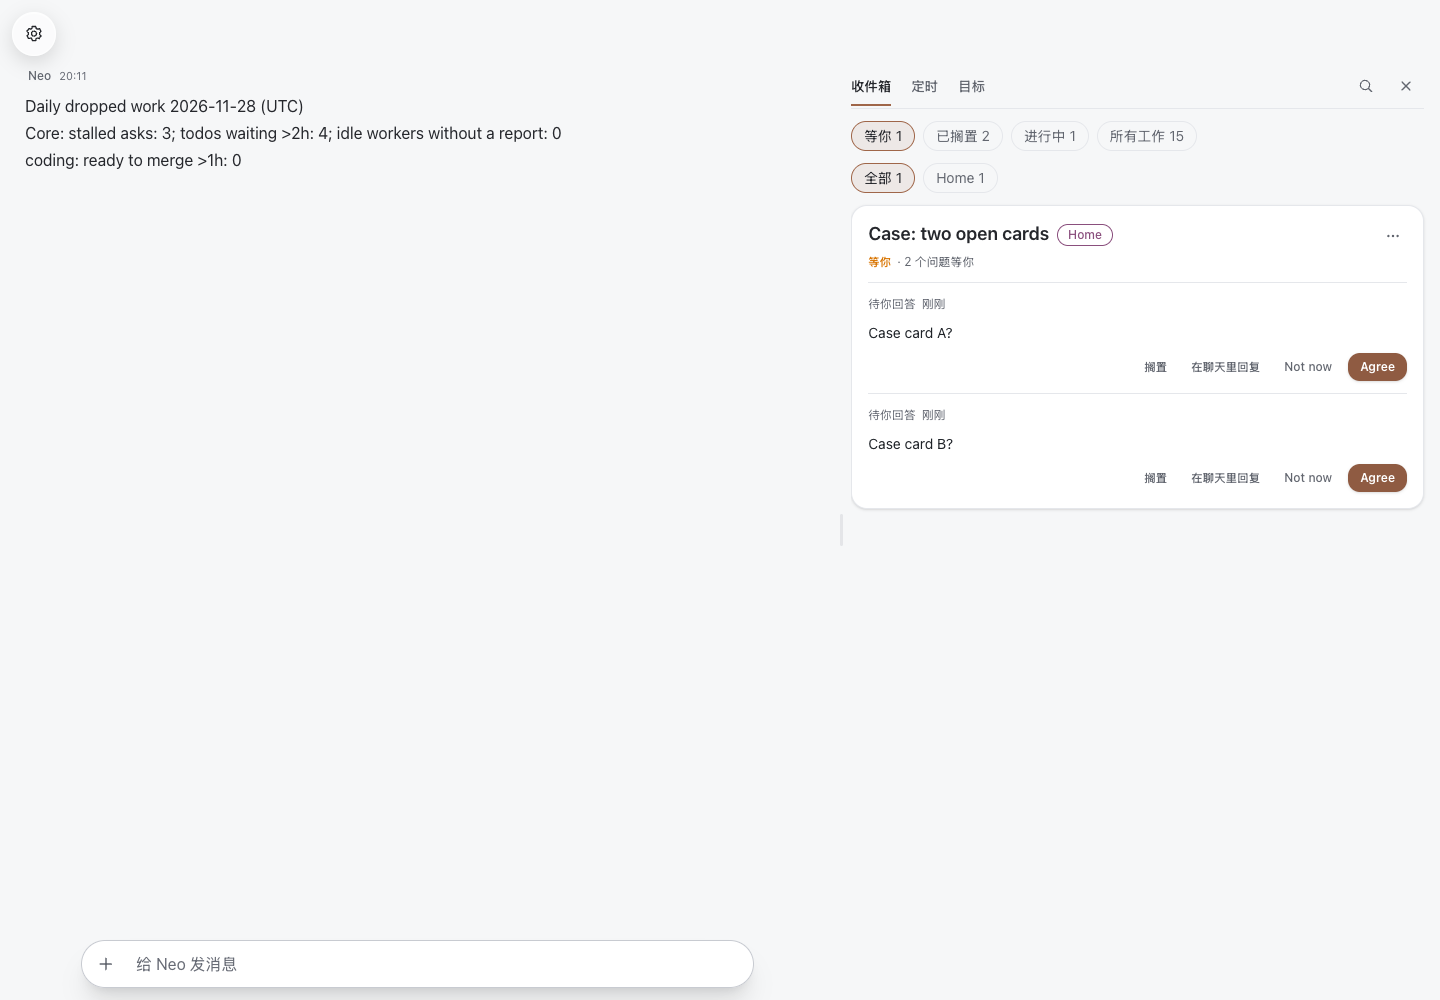 Neo 20:11
Daily dropped work 2026-11-28 (UTC)
Core: stalled asks: 3; todos waiting >2h: 4; idle workers without a report: 0
coding: ready to merge >1h: 0
给 Neo 发消息
收件箱 定时 目标
等你 1 已搁置 2 进行中 1 所有工作 15
全部 1 Home 1
Case: two open cards Home
等你 · 2 个问题等你
待你回答 刚刚
Case card A?
搁置 在聊天里回复 Not now Agree
待你回答 刚刚
Case card B?
搁置 在聊天里回复 Not now Agree